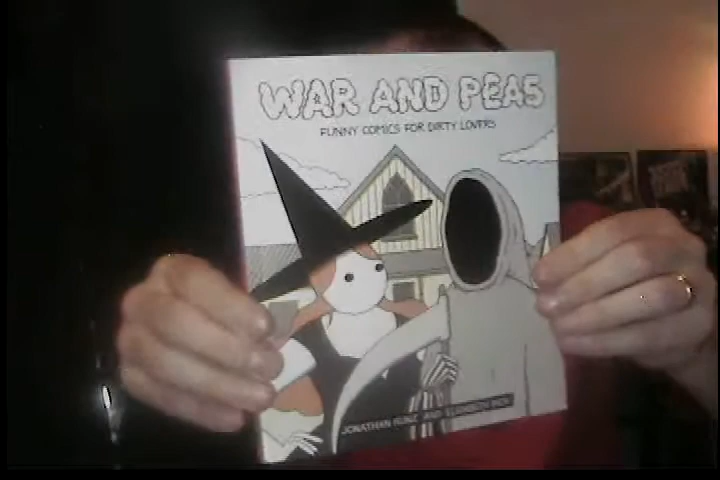 WAR AND PEAS
FUNNY COMICS FOR DIRTY LOVERS
JONATHAN KUNZ AND ELIZABETH PICH